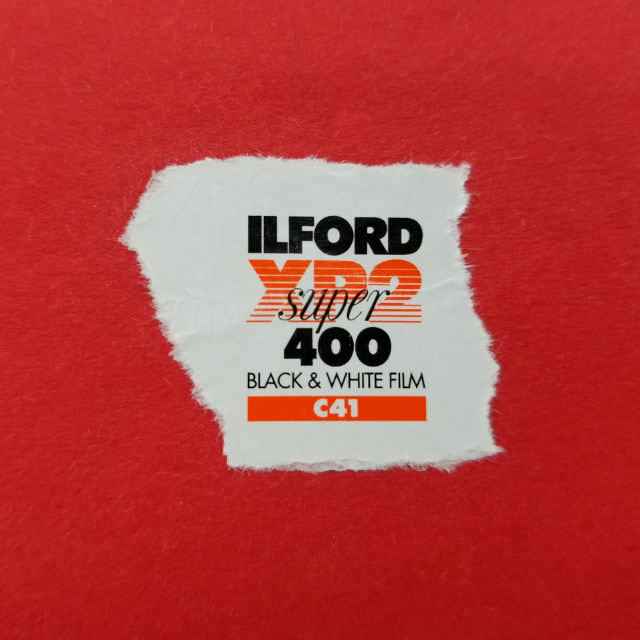 ILFORD
XP2
super
400
BLACK & WHITE FILM
C41